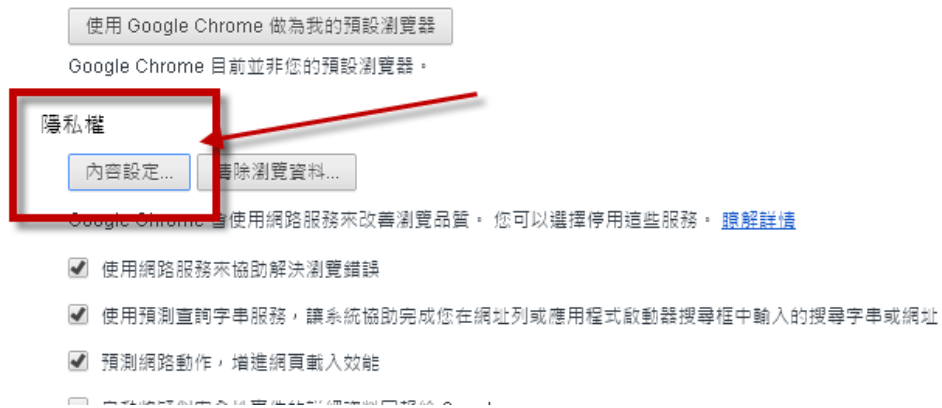 使用 Google Chrome 做為我的預設瀏覽器
Google Chrome 目前並非您的預設瀏覽器。
隱私權
內容設定... 清除瀏覽資料...
Google Chrome 會使用網路服務來改善瀏覽品質。 您可以選擇停用這些服務。 瞭解詳情
使用網路服務來協助解決瀏覽錯誤
使用預測查詢字串服務，讓系統協助完成您在網址列或應用程式啟動器搜尋框中輸入的搜尋字串或網址
預測網路動作，增進網頁載入效能